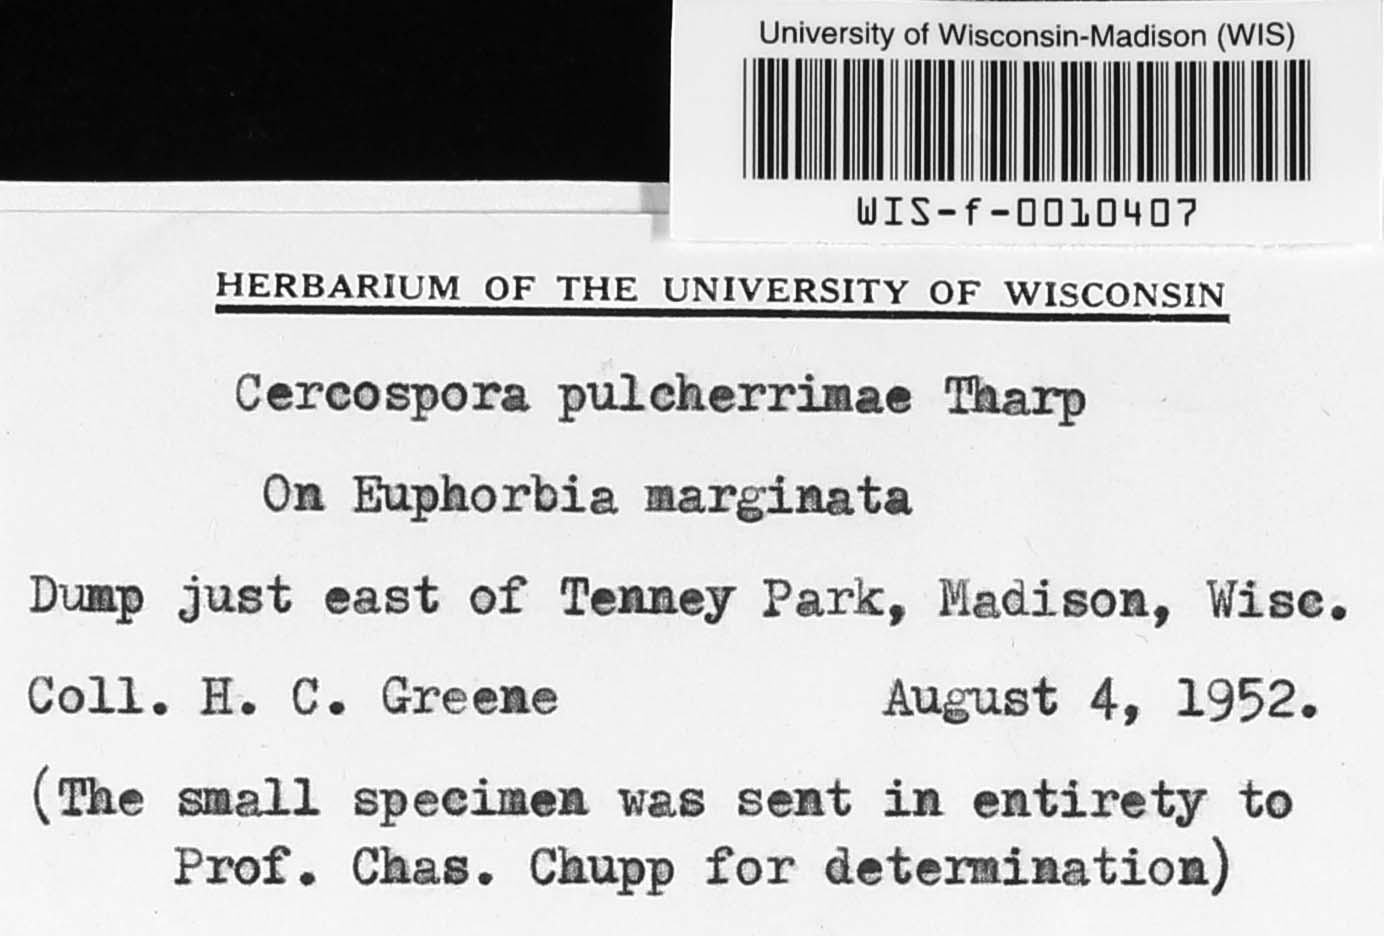 University of Wisconsin-Madison (WIS)
WIS-f-0010407
HERBARIUM OF THE UNIVERSITY OF WISCONSIN
Cercospora pulcherrimae Tharp
On Euphorbia marginata
Dump just east of Tenney Park, Madison, Wisc.
Coll. H. C. Greene August 4, 1952.
(The small specimen was sent in entirety to
Prof. Chas. Chupp for determination)